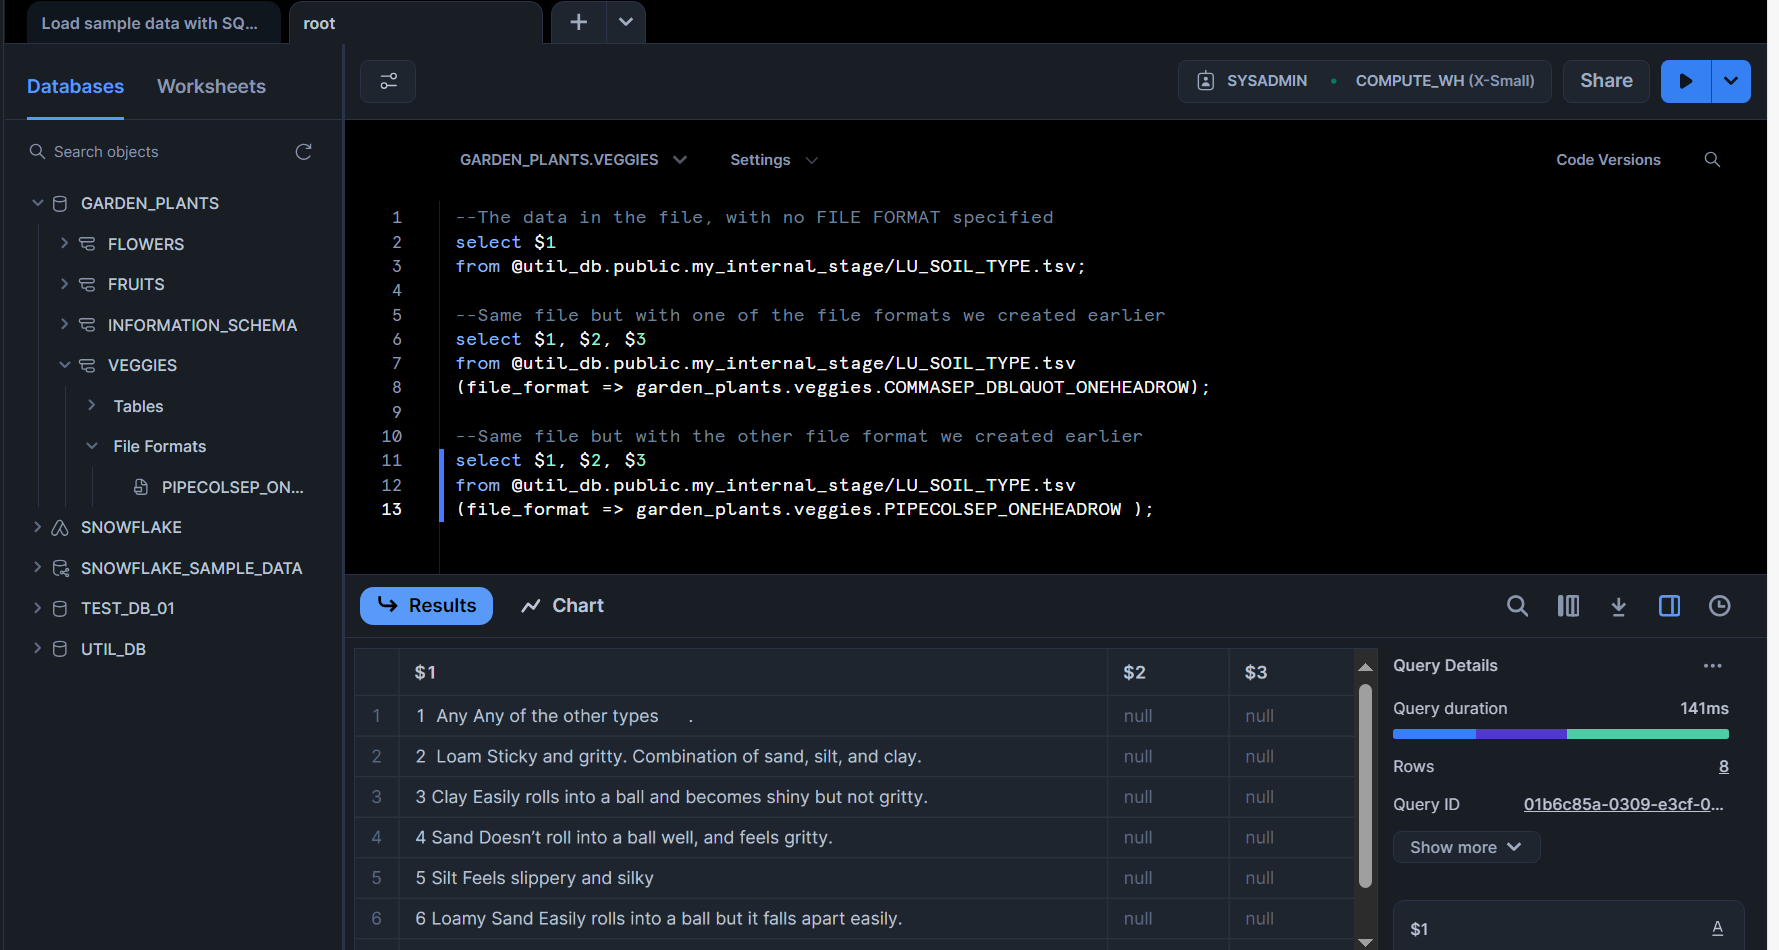 Load sample data with SQ...
root
Databases
Worksheets
SYSADMIN
COMPUTE_WH (X-Small)
Share
Search objects
GARDEN_PLANTS
FLOWERS
FRUITS
INFORMATION_SCHEMA
VEGGIES
Tables
File Formats
PIPECOLSEP_ON...
SNOWFLAKE
SNOWFLAKE_SAMPLE_DATA
TEST_DB_01
UTIL_DB
GARDEN_PLANTS.VEGGIES
Settings
Code Versions
1 --The data in the file, with no FILE FORMAT specified
2 select $1
3 from @util_db.public.my_internal_stage/LU_SOIL_TYPE.tsv;
4
5 --Same file but with one of the file formats we created earlier
6 select $1, $2, $3
7 from @util_db.public.my_internal_stage/LU_SOIL_TYPE.tsv
8 (file_format => garden_plants.veggies.COMMASEP_DBLQUOT_ONEHEADROW);
9
10 --Same file but with the other file format we created earlier
11 select $1, $2, $3
12 from @util_db.public.my_internal_stage/LU_SOIL_TYPE.tsv
13 (file_format => garden_plants.veggies.PIPECOLSEP_ONEHEADROW );
Results
Chart
$1 $2 $3
1 1 Any Any of the other types . null null
2 2 Loam Sticky and gritty. Combination of sand, silt, and clay. null null
3 3 Clay Easily rolls into a ball and becomes shiny but not gritty. null null
4 4 Sand Doesn’t roll into a ball well, and feels gritty. null null
5 5 Silt Feels slippery and silky null null
6 6 Loamy Sand Easily rolls into a ball but it falls apart easily. null null
Query Details
...
Query duration 141ms
Rows 8
Query ID 01b6c85a-0309-e3cf-0...
Show more
$1 A